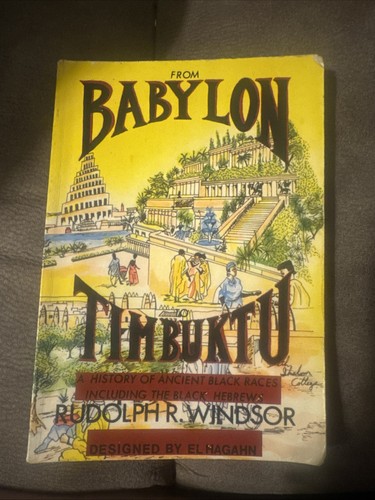 FROM
BABYLON
TO
TIMBUKTU
A HISTORY OF ANCIENT BLACK RACES
INCLUDING THE BLACK HEBREWS
RUDOLPH R. WINDSOR
DESIGNED BY EL HAGAHN